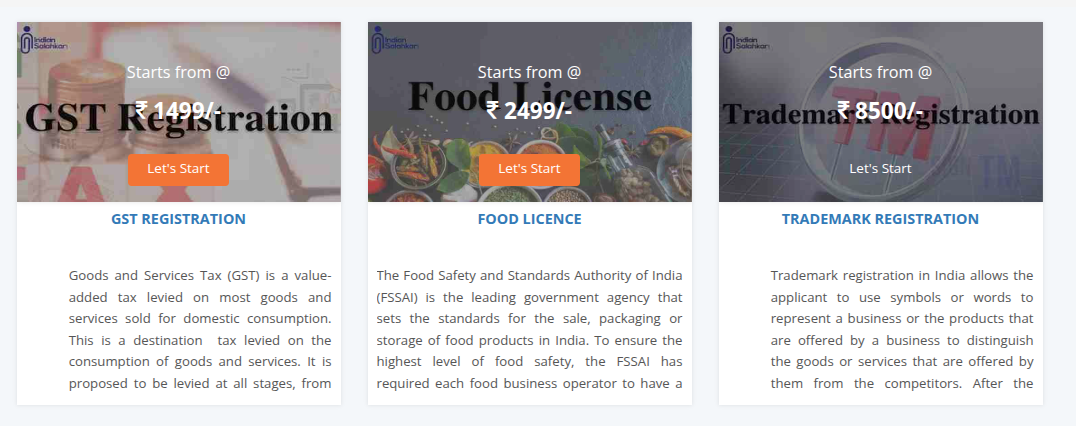 Indian
Salahkar
Starts from @
GST Registration
₹ 1499/-
Let's Start
GST REGISTRATION
Goods and Services Tax (GST) is a value-
added tax levied on most goods and
services sold for domestic consumption.
This is a destination tax levied on the
consumption of goods and services. It is
proposed to be levied at all stages, from
Indian
Salahkar
Starts from @
Food License
₹ 2499/-
Let's Start
FOOD LICENCE
The Food Safety and Standards Authority of India
(FSSAI) is the leading government agency that
sets the standards for the sale, packaging or
storage of food products in India. To ensure the
highest level of food safety, the FSSAI has
required each food business operator to have a
Indian
Salahkar
Starts from @
Trademark Registration
₹ 8500/-
TM
Let's Start
TM
TRADEMARK REGISTRATION
Trademark registration in India allows the
applicant to use symbols or words to
represent a business or the products that
are offered by a business to distinguish
the goods or services that are offered by
them from the competitors. After the